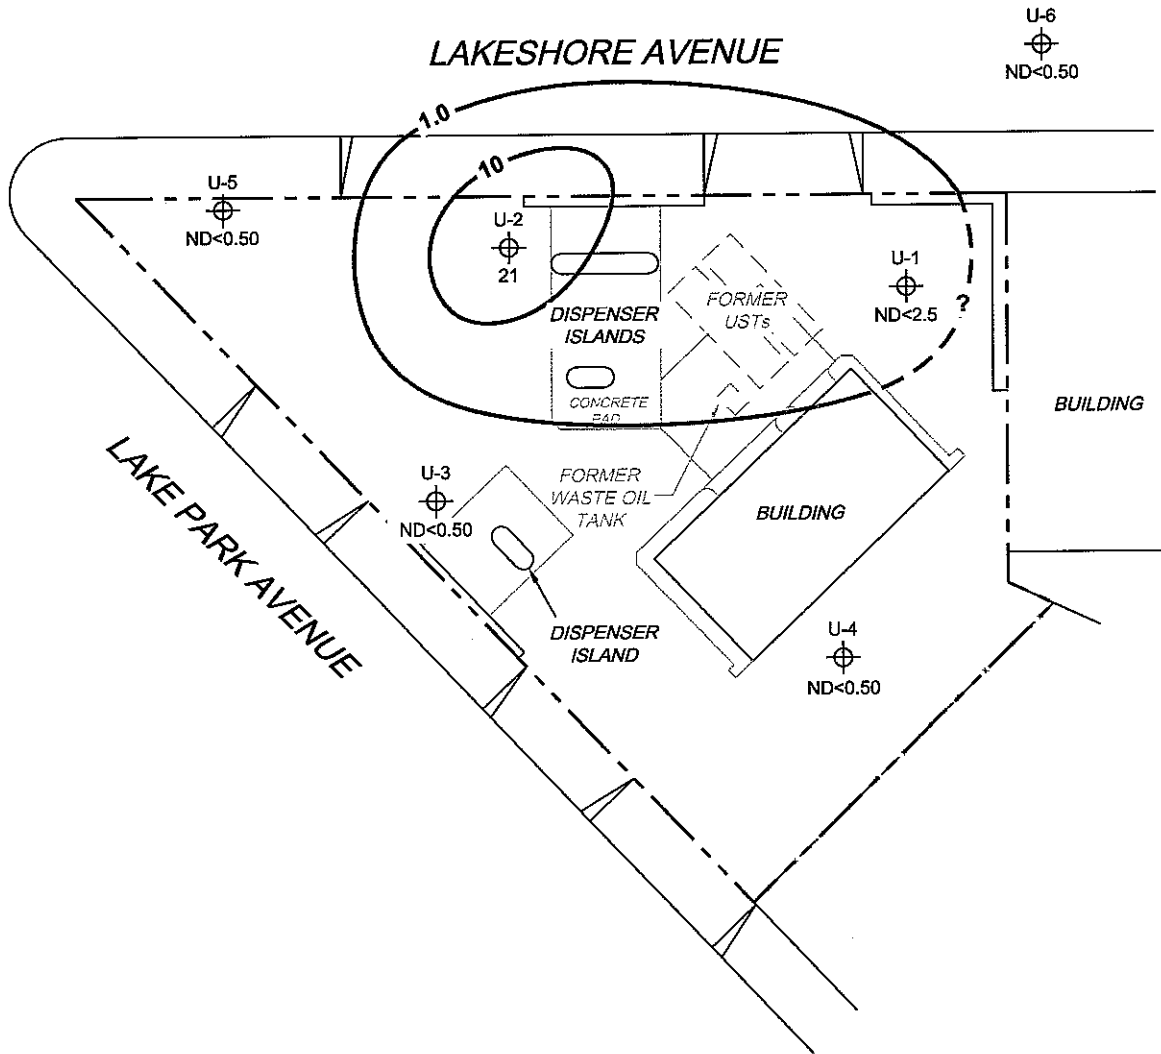 U-6
ND<0.50
LAKESHORE AVENUE
1.0
10
U-5
ND<0.50
U-2
21
U-1
ND<2.5
?
FORMER
USTs
DISPENSER
ISLANDS
CONCRETE
PAD
BUILDING
U-3
ND<0.50
FORMER
WASTE OIL
TANK
BUILDING
LAKE PARK AVENUE
DISPENSER
ISLAND
U-4
ND<0.50